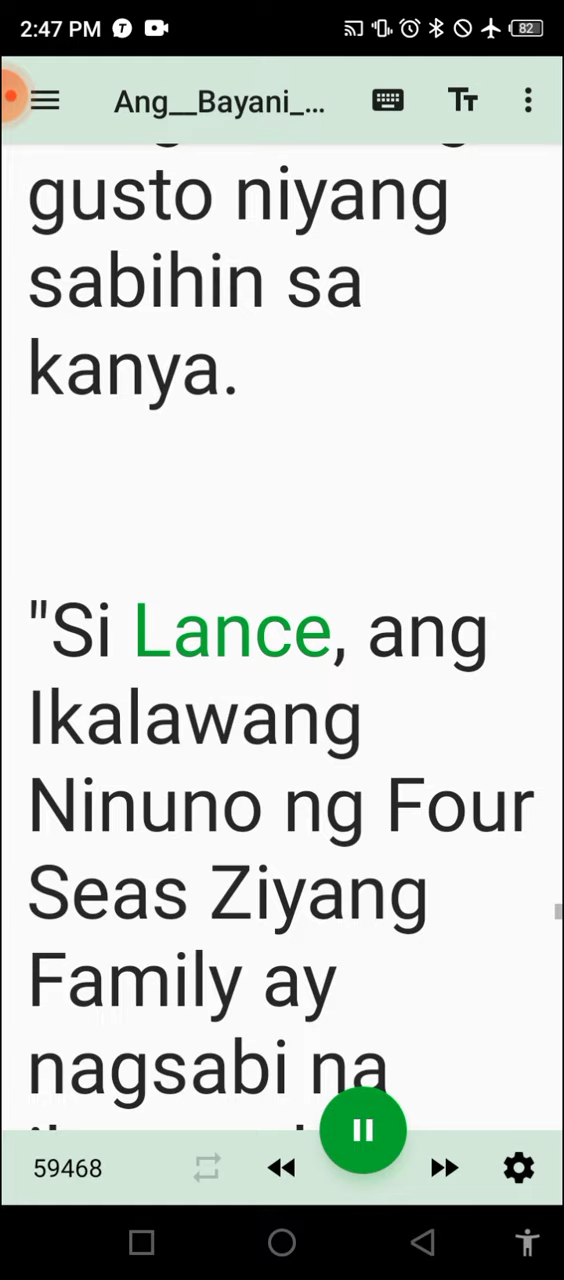 2:47 PM
82
Ang__Bayani_...
gusto niyang
sabihin sa
kanya.
"Si Lance, ang
Ikalawang
Ninuno ng Four
Seas Ziyang
Family ay
nagsabi na
59468